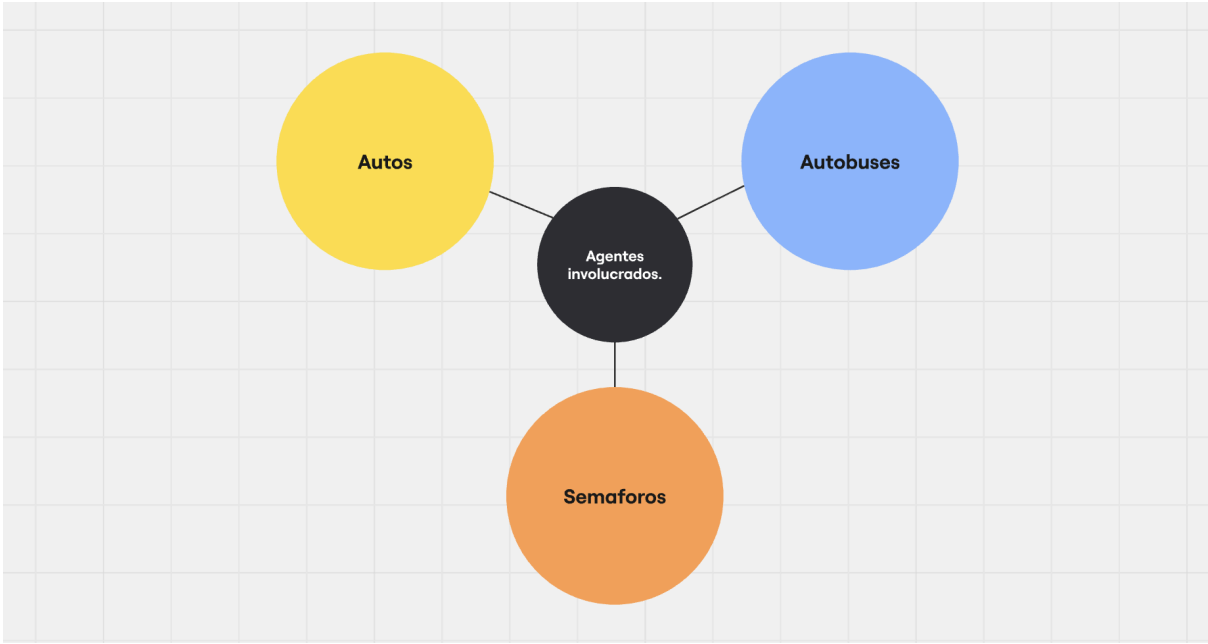 Autos
Autobuses
Agentes
involucrados.
Semaforos